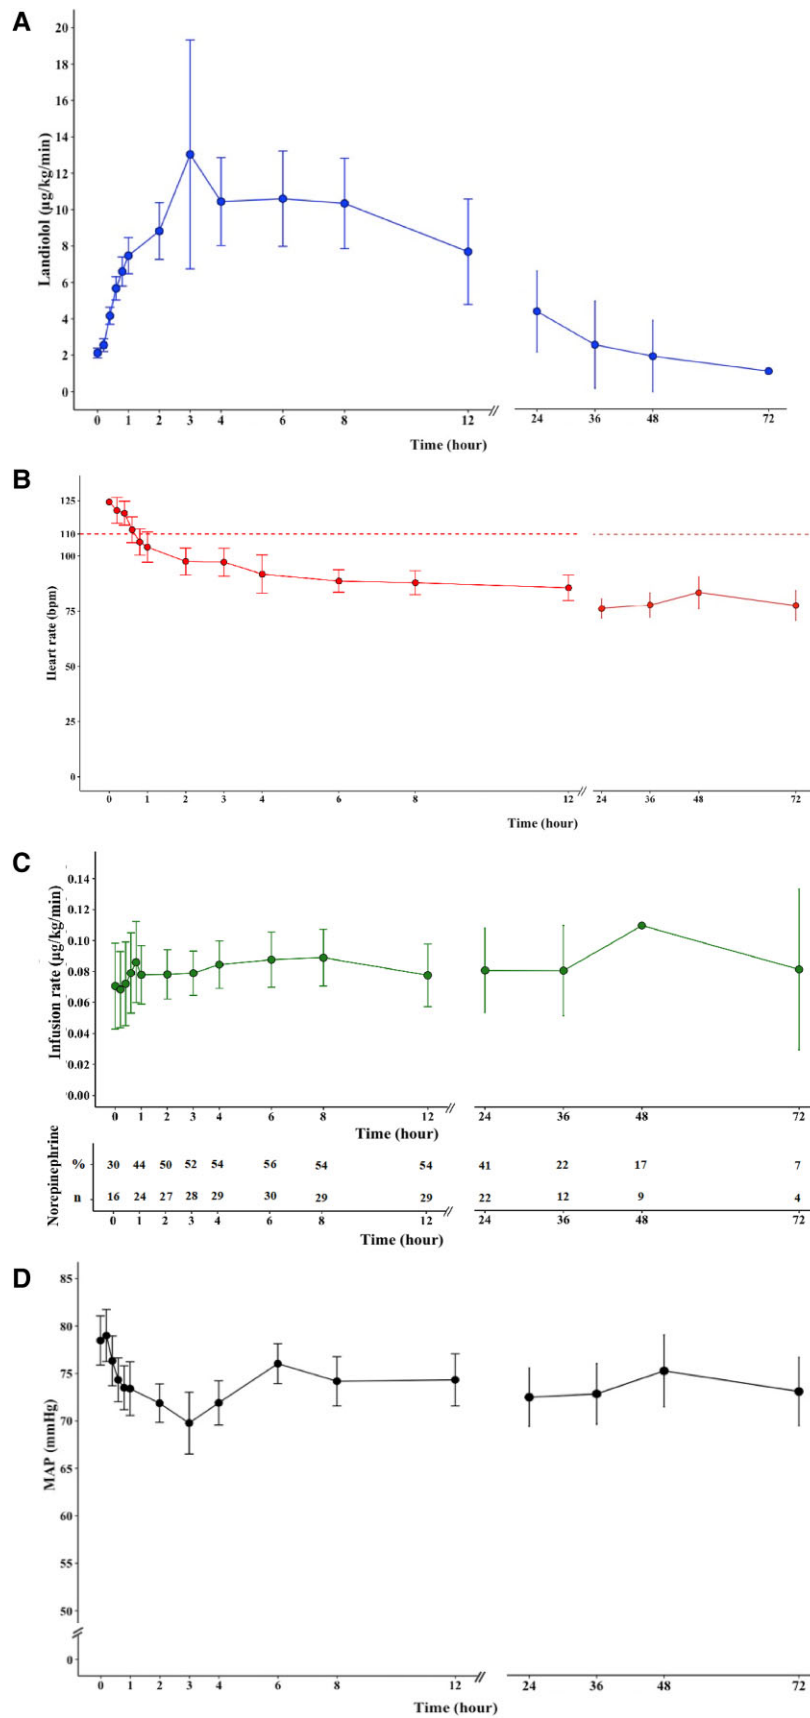 A
Landiolol (µg/kg/min)
20
18
16
14
12
10
8
6
4
2
0
0 1 2 3 4 6 8 12 24 36 48 72
Time (hour)
B
Heart rate (bpm)
125
110
100
75
50
25
0
0 1 2 3 4 6 8 12 24 36 48 72
Time (hour)
C
Infusion rate (µg/kg/min)
0.14
0.12
0.10
0.08
0.06
0.04
0.02
0.00
0 1 2 3 4 6 8 12 24 36 48 72
Time (hour)
Norepinephrine
% 30 44 50 52 54 56 54 54 41 22 17 7
n 16 24 27 28 29 30 29 29 22 12 9 4
0 1 2 3 4 6 8 12 24 36 48 72
Time (hour)
D
MAP (mmHg)
85
80
75
70
65
60
55
50
0
0 1 2 3 4 6 8 12 24 36 48 72
Time (hour)